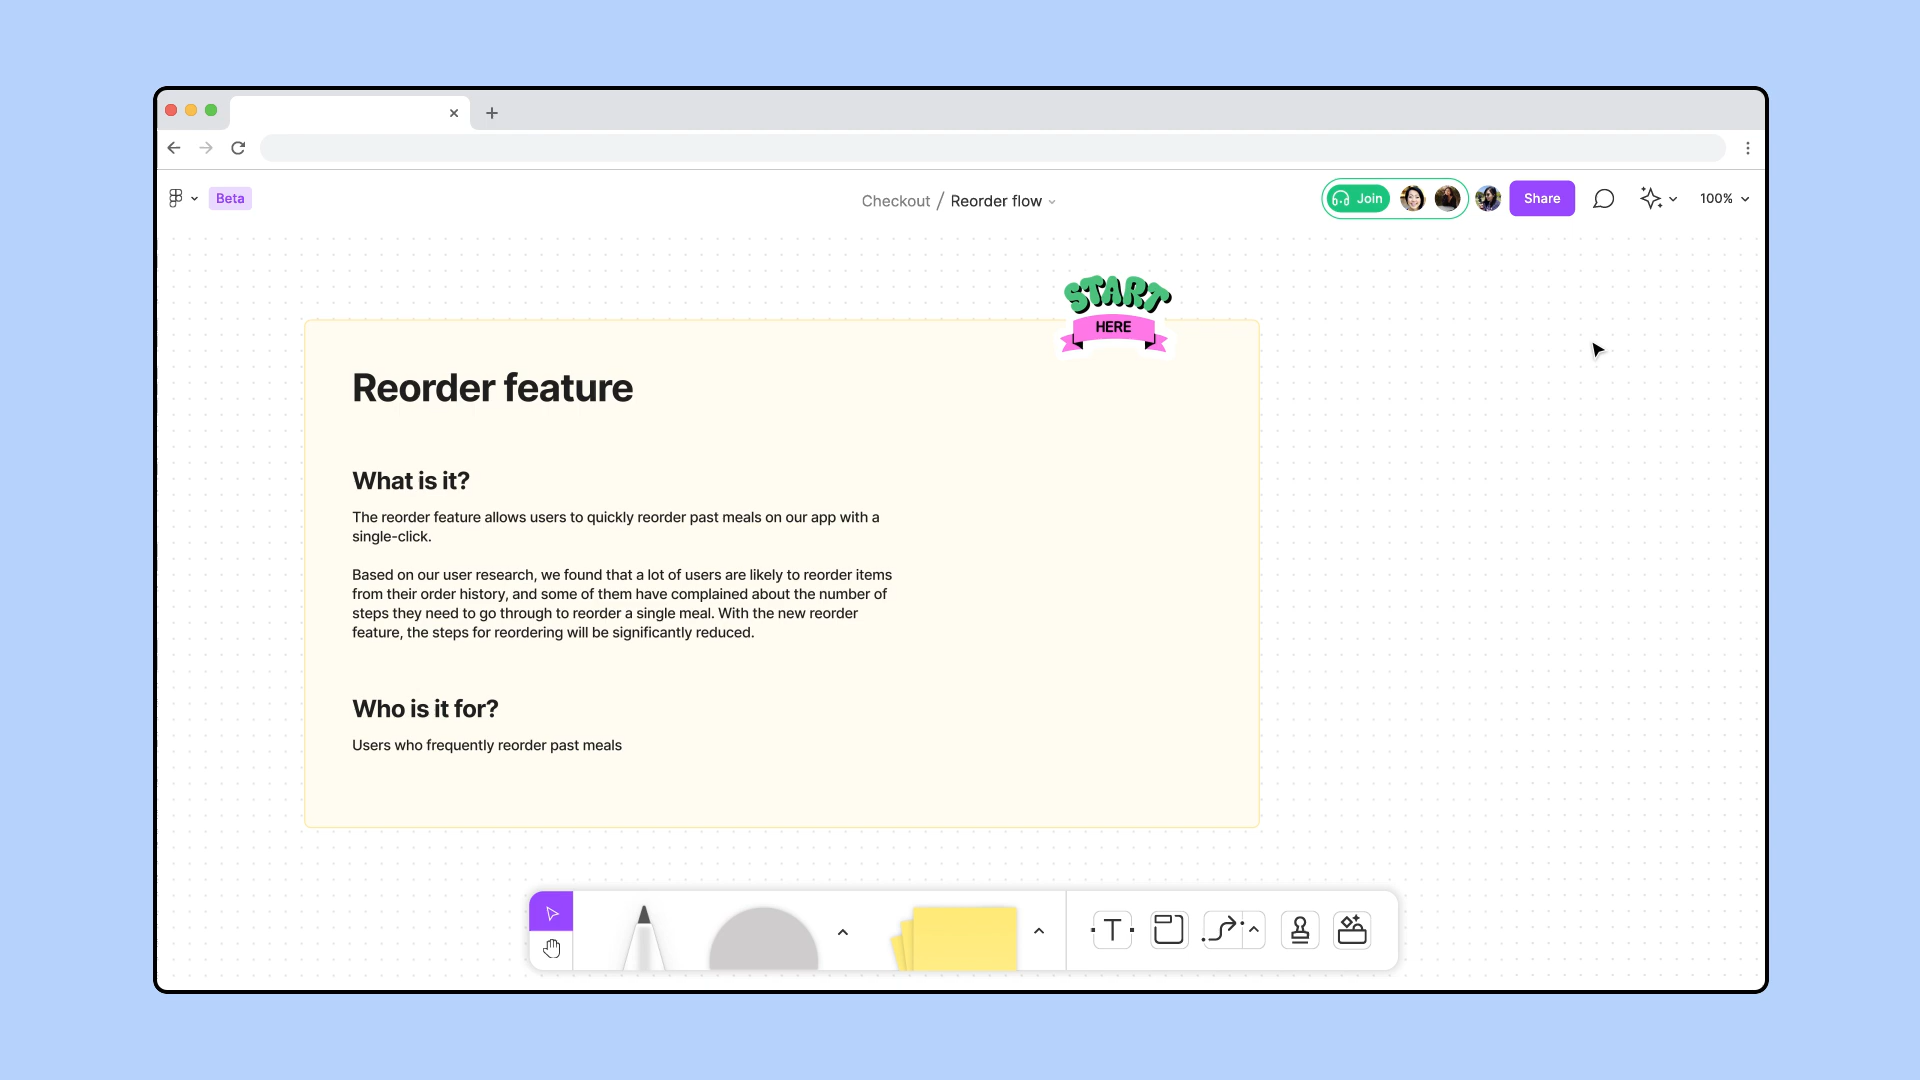 Beta
Checkout / Reorder flow
Join
Share
100%
START
HERE
Reorder feature
What is it?
The reorder feature allows users to quickly reorder past meals on our app with a
single-click.
Based on our user research, we found that a lot of users are likely to reorder items
from their order history, and some of them have complained about the number of
steps they need to go through to reorder a single meal. With the new reorder
feature, the steps for reordering will be significantly reduced.
Who is it for?
Users who frequently reorder past meals
T